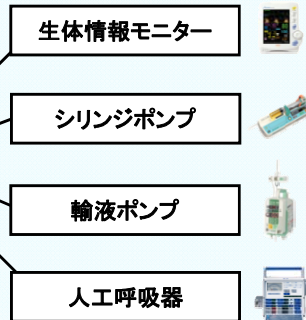 生体情報モニター
シリンジポンプ
輸液ポンプ
人工呼吸器